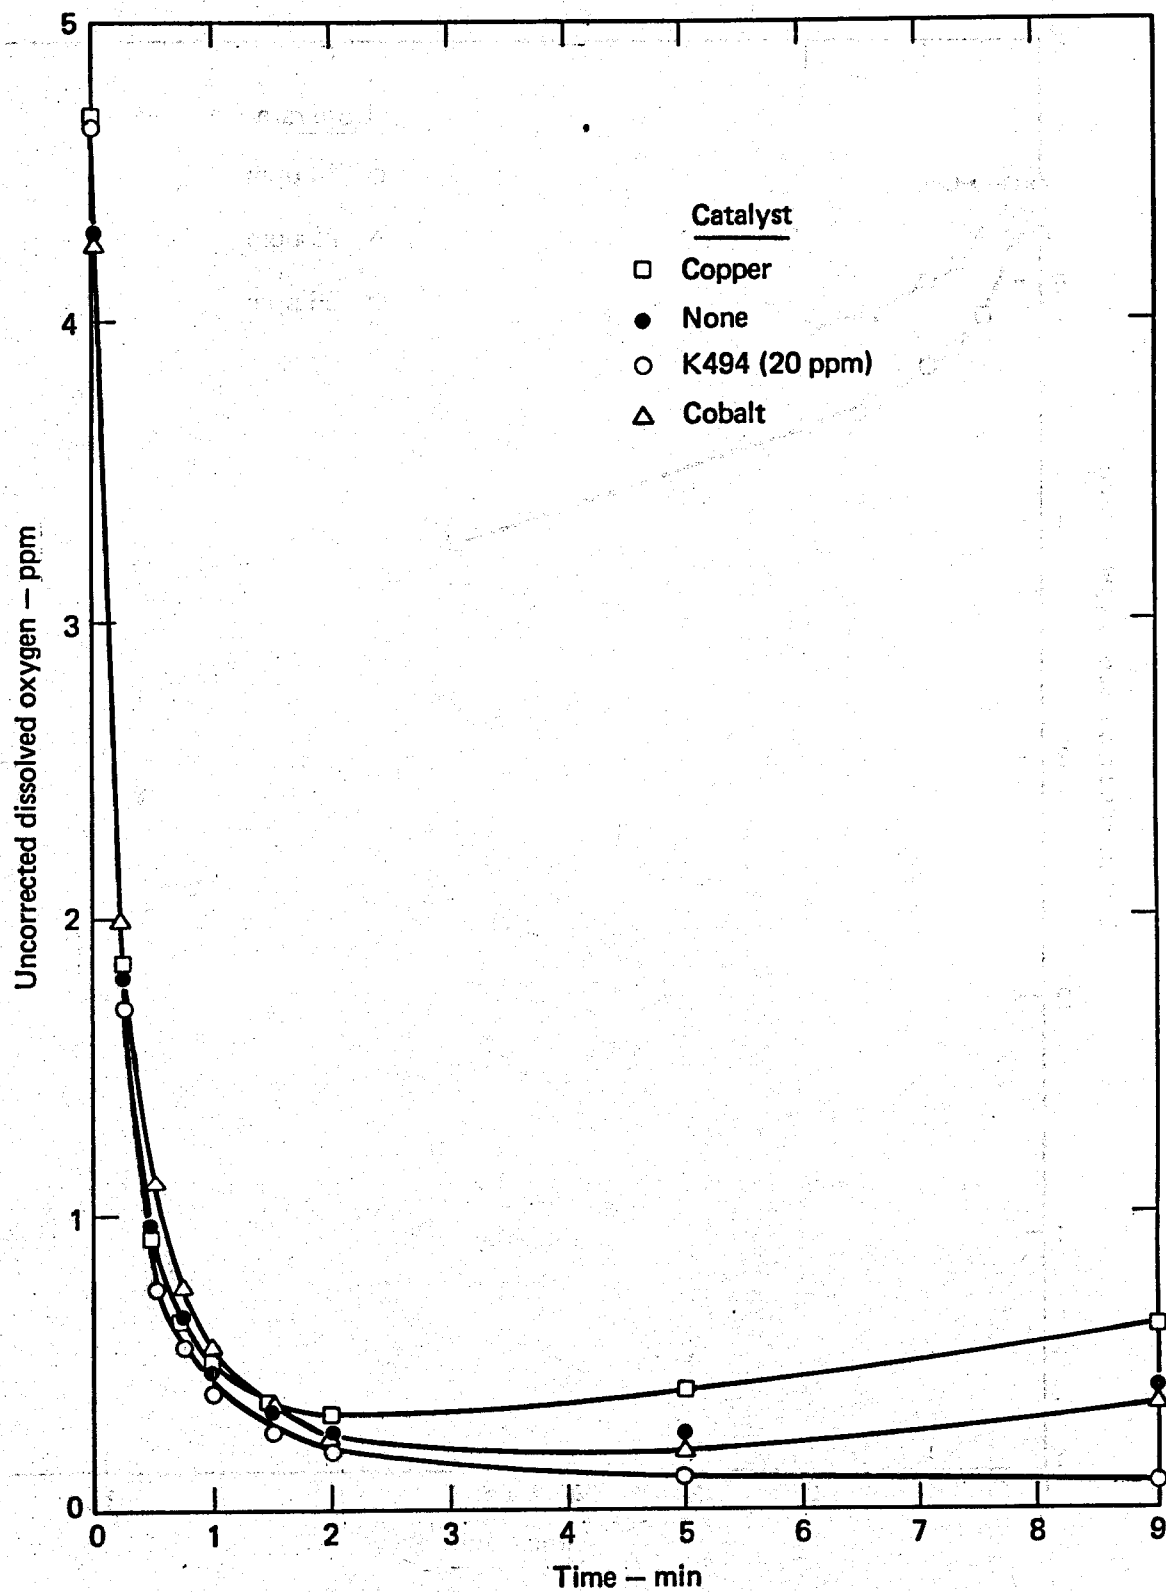 5
4
3
2
1
0
Uncorrected dissolved oxygen — ppm
Catalyst
Copper
None
K494 (20 ppm)
Cobalt
0 1 2 3 4 5 6 7 8 9
Time — min